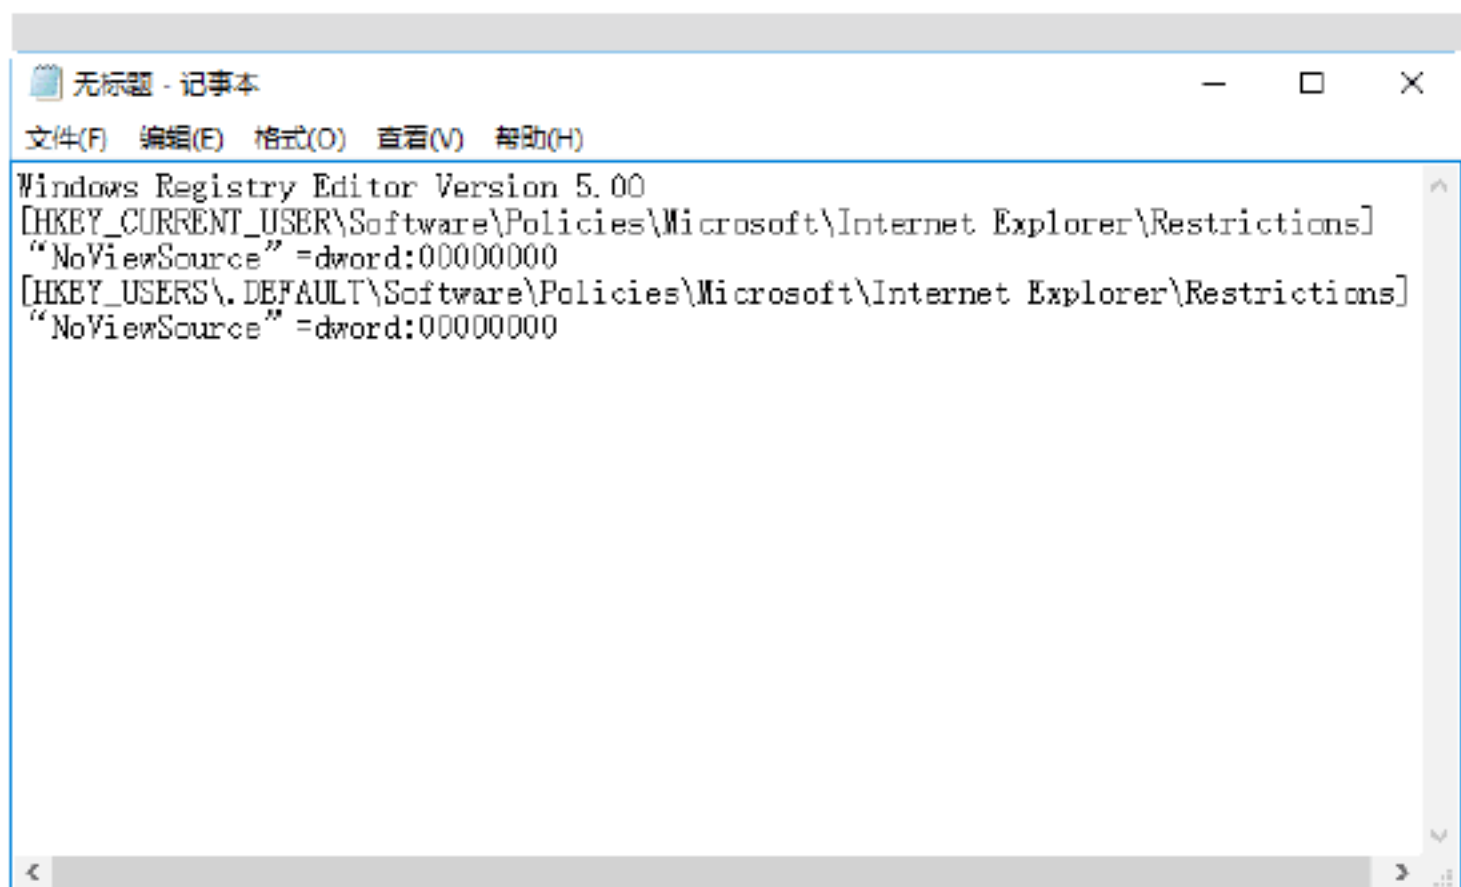 无标题 - 记事本
文件(F) 编辑(E) 格式(O) 查看(V) 帮助(H)
Windows Registry Editor Version 5.00
[HKEY_CURRENT_USER\Software\Policies\Microsoft\Internet Explorer\Restrictions]
“NoViewSource”=dword:00000000
[HKEY_USERS\.DEFAULT\Software\Policies\Microsoft\Internet Explorer\Restrictions]
“NoViewSource”=dword:00000000